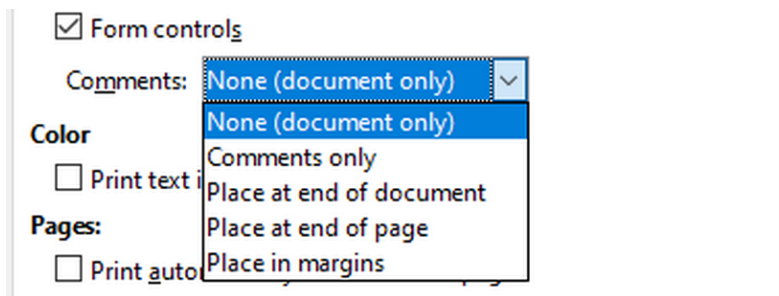 Form controls
Comments: None (document only)
None (document only)
Color
Comments only
Print text
Place at end of document
Pages:
Place at end of page
Print
Place in margins